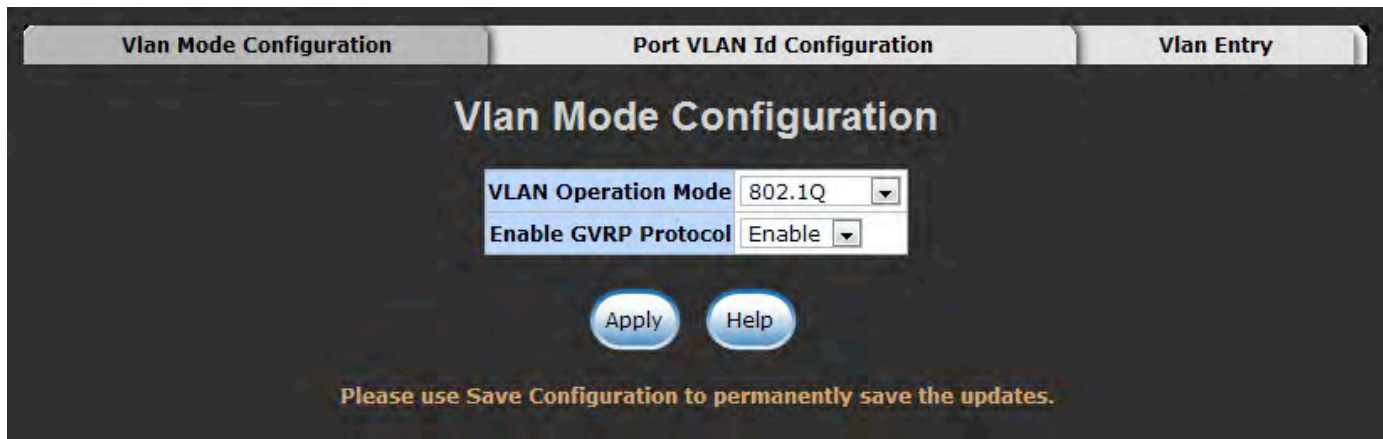 Vlan Mode Configuration
Port VLAN Id Configuration
Vlan Entry
Vlan Mode Configuration
VLAN Operation Mode 802.1Q
Enable GVRP Protocol Enable
Apply Help
Please use Save Configuration to permanently save the updates.